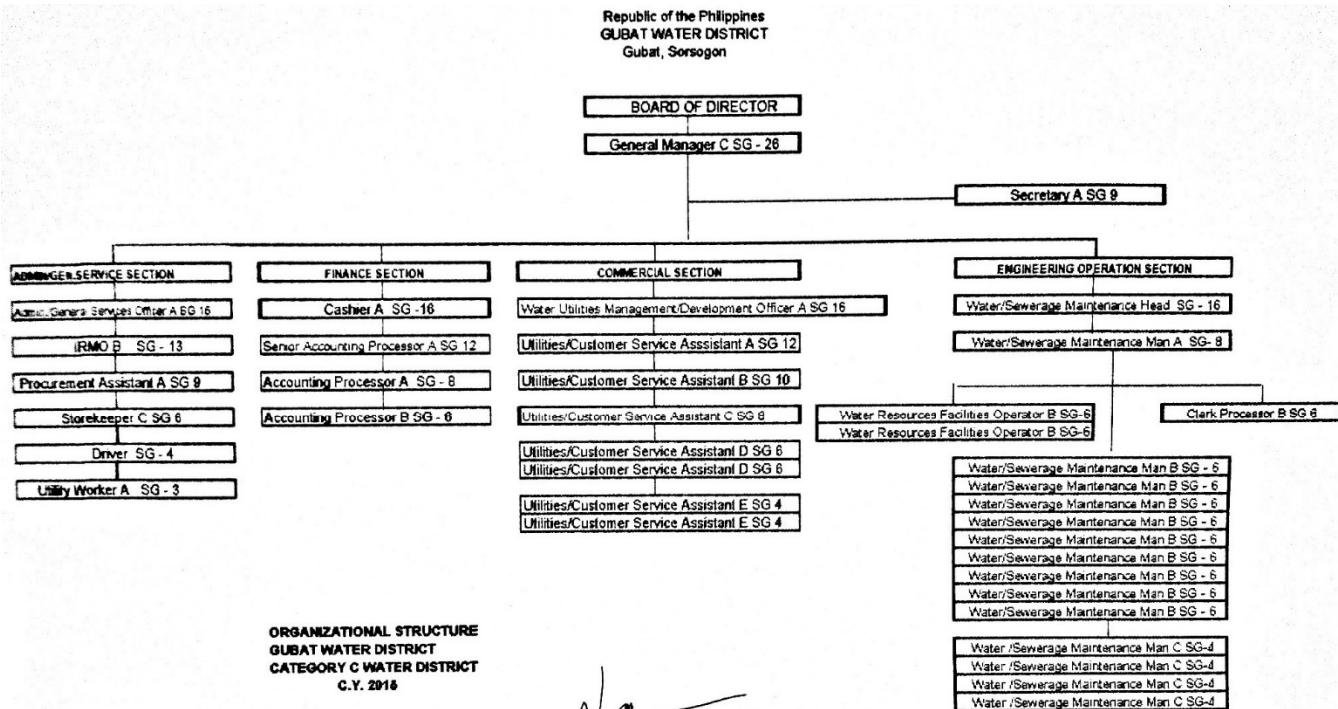 Republic of the Philippines
GUBAT WATER DISTRICT
Gubat, Sorsogon
BOARD OF DIRECTOR
General Manager C SG - 26
Secretary A SG 9
SERVICE SECTION
Admin. General Services Officer A SG 16
IRMO B SG - 13
Procurement Assistant A SG 9
Storekeeper C SG 6
Driver SG - 4
Utility Worker A SG - 3
FINANCE SECTION
Cashier A SG -16
Senior Accounting Processor A SG 12
Accounting Processor A SG - 8
Accounting Processor B SG - 6
COMMERCIAL SECTION
Water Utilities Management/Development Officer A SG 16
Utilities/Customer Service Asssistant A SG 12
Utilities/Customer Service Assistant B SG 10
Utilities/Customer Service Assistant C SG 8
Utilities/Customer Service Assistant D SG 6
Utilities/Customer Service Assistant D SG 6
Utilities/Customer Service Assistant E SG 4
Utilities/Customer Service Assistant E SG 4
ENGINEERING OPERATION SECTION
Water/Sewerage Maintenance Head SG - 16
Water/Sewerage Maintenance Man A SG- 8
Water Resources Facilities Operator B SG-6
Water Resources Facilities Operator B SG-6
Clark Processor B SG 6
Water/Sewerage Maintenance Man B SG - 6
Water/Sewerage Maintenance Man B SG - 6
Water/Sewerage Maintenance Man B SG - 6
Water/Sewerage Maintenance Man B SG - 6
Water/Sewerage Maintenance Man B SG - 6
Water/Sewerage Maintenance Man B SG - 6
Water/Sewerage Maintenance Man B SG - 6
Water/Sewerage Maintenance Man B SG - 6
Water/Sewerage Maintenance Man B SG - 6
Water /Sewerage Maintenance Man C SG-4
Water /Sewerage Maintenance Man C SG-4
Water /Sewerage Maintenance Man C SG-4
Water /Sewerage Maintenance Man C SG-4
ORGANIZATIONAL STRUCTURE
GUBAT WATER DISTRICT
CATEGORY C WATER DISTRICT
C.Y. 2015